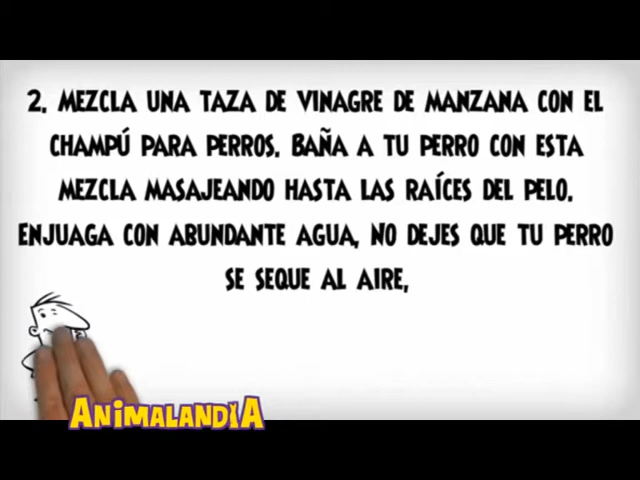 2. MEZCLA UNA TAZA DE VINAGRE DE MANZANA CON EL
CHAMPÚ PARA PERROS. BAÑA A TU PERRO CON ESTA
MEZCLA MASAJEANDO HASTA LAS RAÍCES DEL PELO.
ENJUAGA CON ABUNDANTE AGUA, NO DEJES QUE TU PERRO
SE SEQUE AL AIRE,
ANIMALANDIA